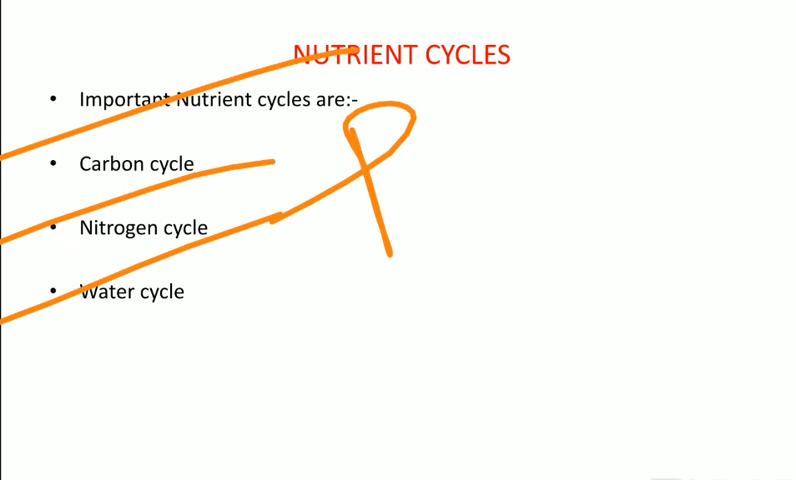 NUTRIENT CYCLES
• Important Nutrient cycles are:-
• Carbon cycle
• Nitrogen cycle
• Water cycle